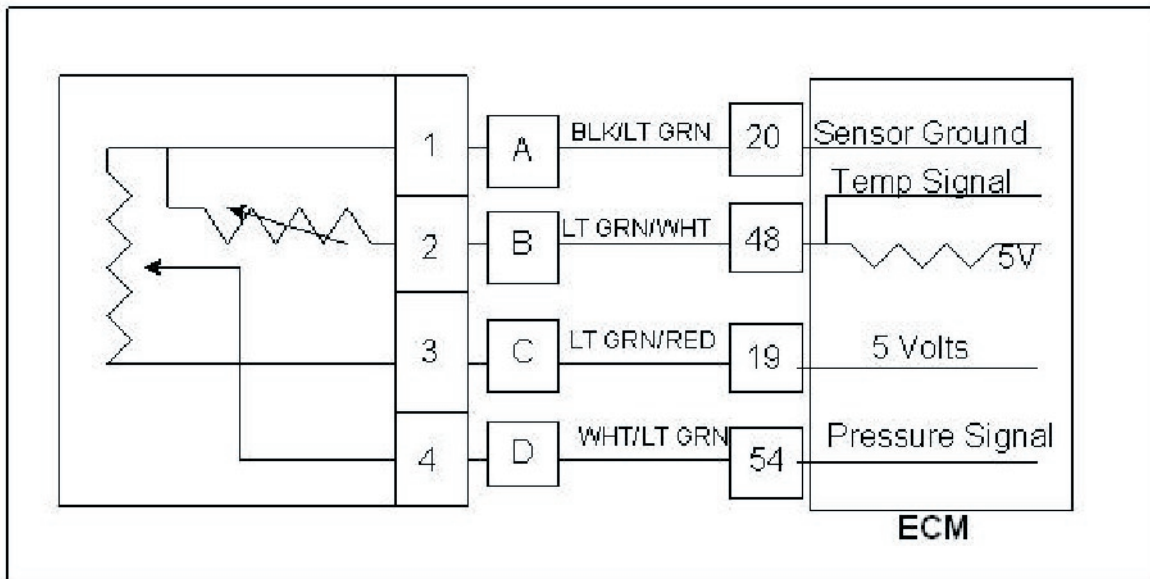 1 A BLK/LT GRN 20 Sensor Ground
Temp Signal
2 B LT GRN/WHT 48 5V
3 C LT GRN/RED 19 5 Volts
4 D WHT/LT GRN 54 Pressure Signal
ECM